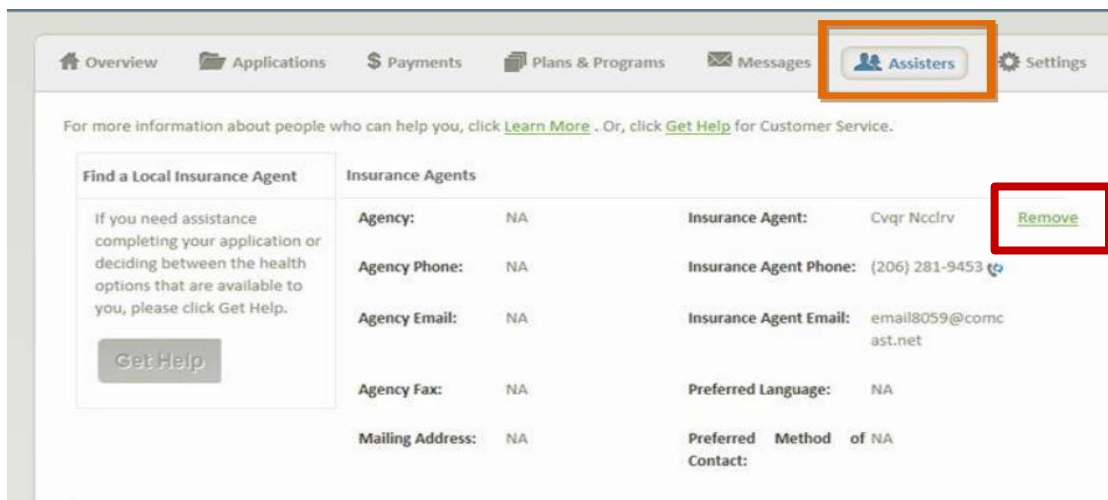 Overview Applications $ Payments Plans & Programs Messages Assisters Settings
For more information about people who can help you, click Learn More . Or, click Get Help for Customer Service.
Find a Local Insurance Agent
If you need assistance
completing your application or
deciding between the health
options that are available to
you, please click Get Help.
Get Help
Insurance Agents
Agency: NA Insurance Agent: Cvqr Ncclrv Remove
Agency Phone: NA Insurance Agent Phone: (206) 281-9453
Agency Email: NA Insurance Agent Email: email8059@comc
ast.net
Agency Fax: NA Preferred Language: NA
Mailing Address: NA Preferred Method of NA
Contact: